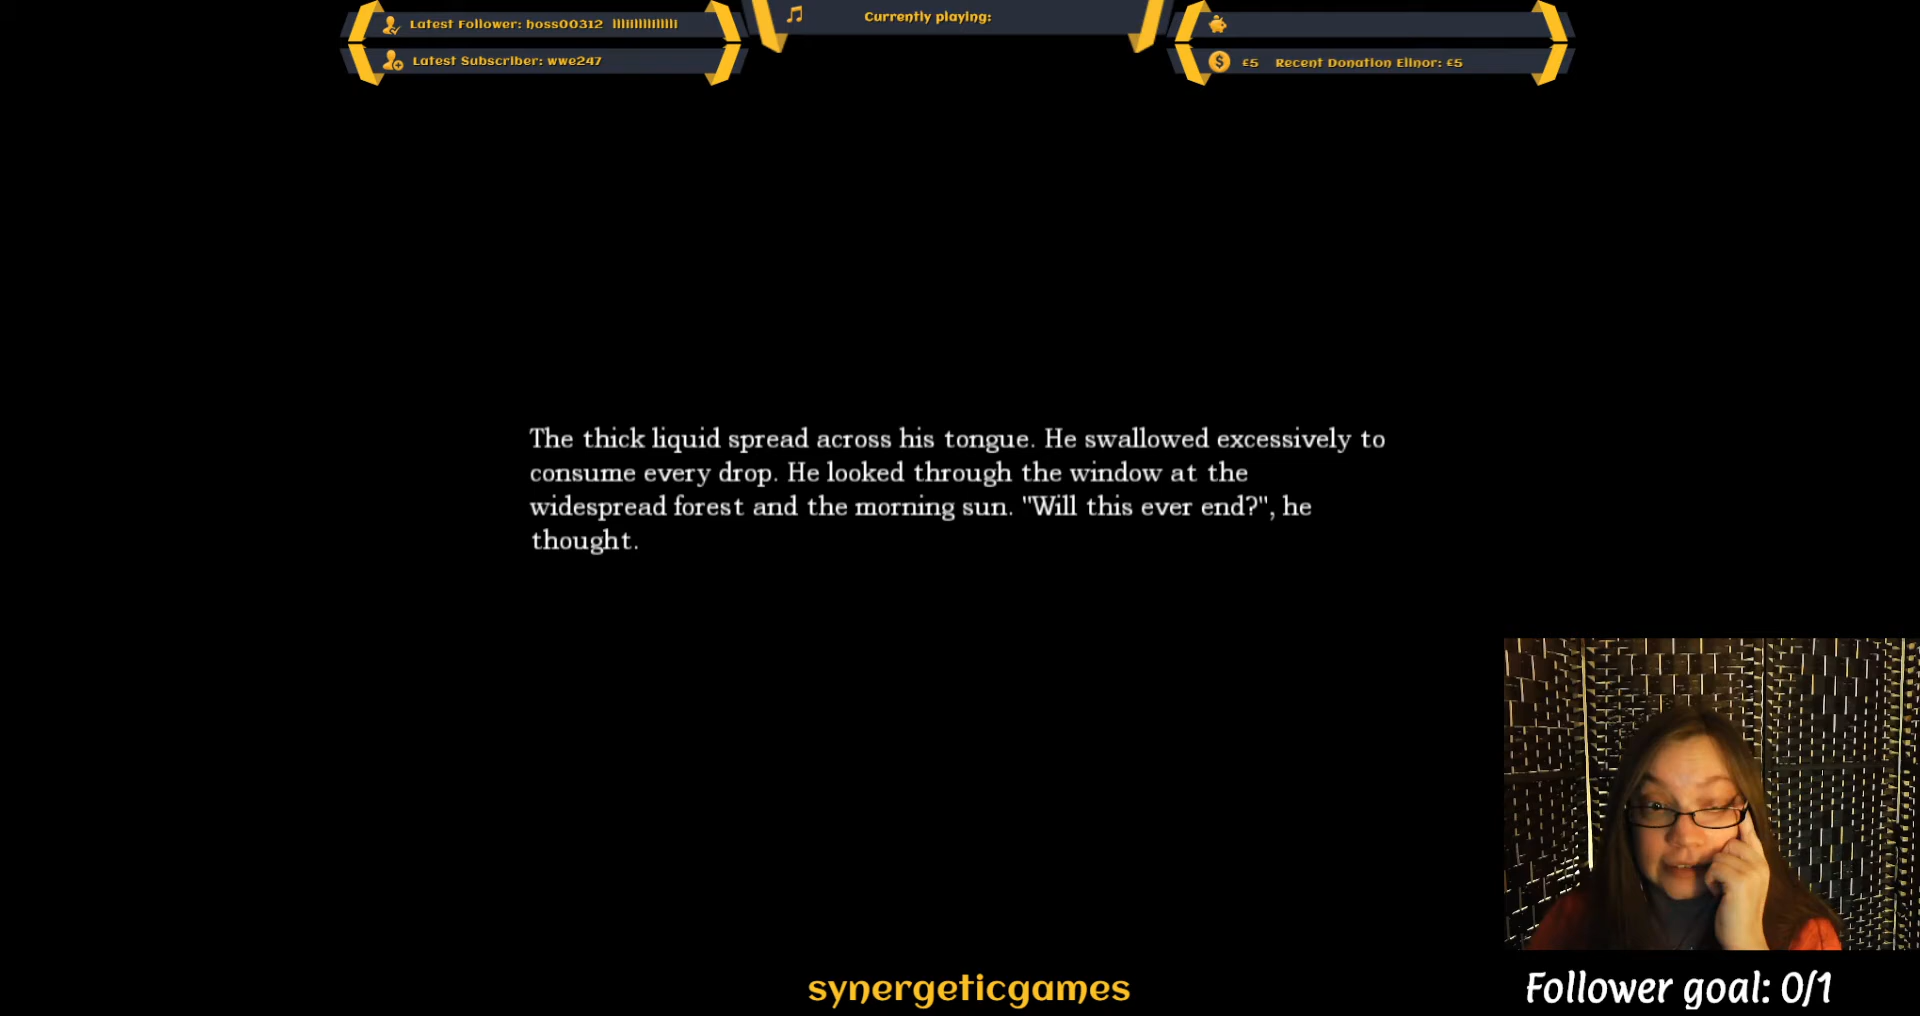 Latest Follower: hoss00312 llllllllllllll
Currently playing:
Latest Subscriber: wwe247
£5 Recent Donation Elinor: £5
The thick liquid spread across his tongue. He swallowed excessively to
consume every drop. He looked through the window at the
widespread forest and the morning sun. "Will this ever end?", he
thought.
synergeticgames
Follower goal: 0/1